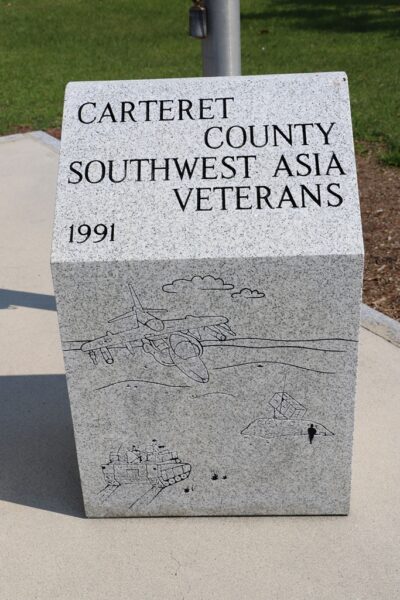 CARTERET
COUNTY
SOUTHWEST ASIA
VETERANS
1991